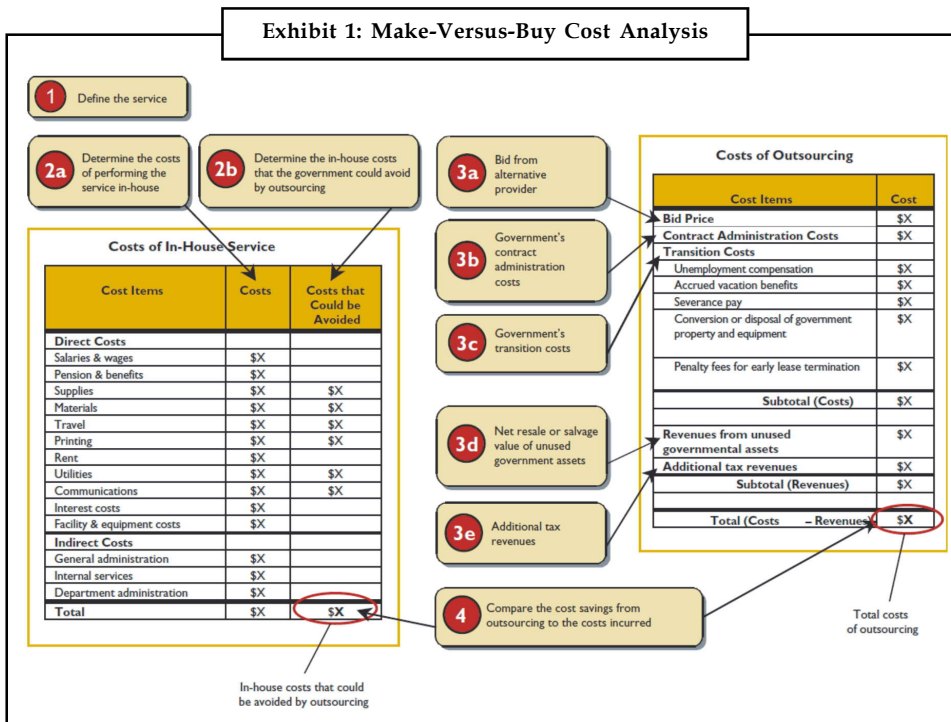 Exhibit 1: Make-Versus-Buy Cost Analysis
1 Define the service
2a Determine the costs
of performing the
service in-house
2b Determine the in-house costs
that the government could avoid
by outsourcing
Costs of In-House Service
Cost Items Costs Costs that
Could be
Avoided
Direct Costs
Salaries & wages $X
Pension & benefits $X
Supplies $X $X
Materials $X $X
Travel $X $X
Printing $X $X
Rent $X
Utilities $X $X
Communications $X $X
Interest costs $X
Facility & equipment costs $X
Indirect Costs
General administration $X
Internal services $X
Department administration $X
Total $X $X
In-house costs that could
be avoided by outsourcing
3a Bid from
alternative
provider
3b Government's
contract
administration
costs
3c Government's
transition costs
3d Net resale or salvage
value of unused
government assets
3e Additional tax
revenues
4 Compare the cost savings from
outsourcing to the costs incurred
Costs of Outsourcing
Cost Items Cost
Bid Price $X
Contract Administration Costs $X
Transition Costs
Unemployment compensation $X
Accrued vacation benefits $X
Severance pay $X
Conversion or disposal of government $X
property and equipment
Penalty fees for early lease termination $X
Subtotal (Costs) $X
Revenues from unused $X
governmental assets
Additional tax revenues $X
Subtotal (Revenues) $X
Total (Costs – Revenues) $X
Total costs
of outsourcing